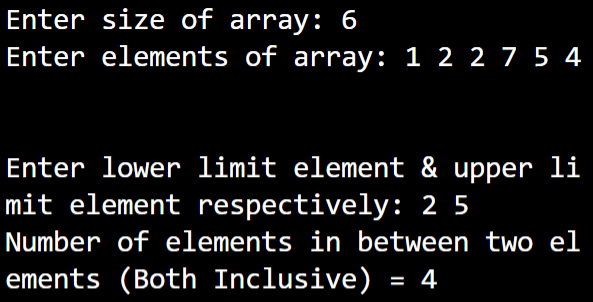 Enter size of array: 6
Enter elements of array: 1 2 2 7 5 4
Enter lower limit element & upper li
mit element respectively: 2 5
Number of elements in between two el
ements (Both Inclusive) = 4